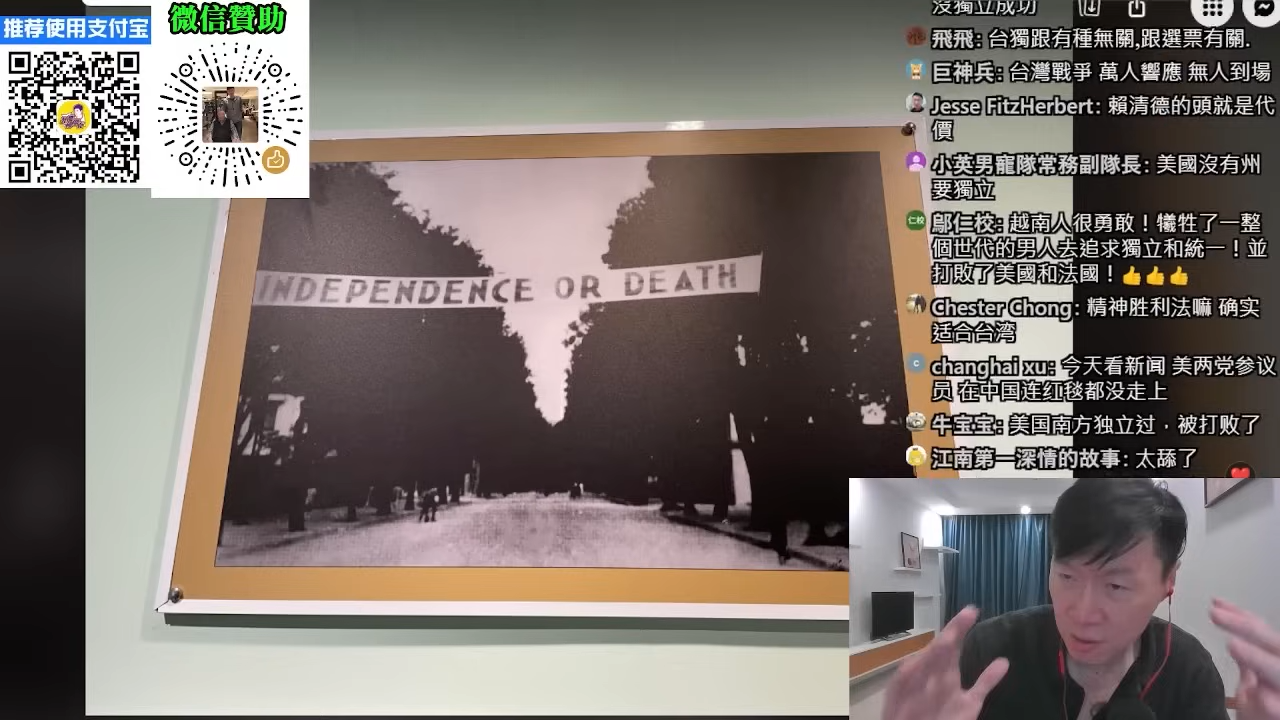 推荐使用支付宝
微信贊助
INDEPENDENCE OR DEATH
沒獨立成功
飛飛: 台獨跟有種無關,跟選票有關.
巨神兵: 台灣戰爭 萬人響應 無人到場
Jesse FitzHerbert: 賴清德的頭就是代
價
小英男寵隊常務副隊長: 美國沒有州
要獨立
仁校
鄔仁校: 越南人很勇敢！犧牲了一整
個世代的男人去追求獨立和統一！並
打敗了美國和法國！👍👍👍
Chester Chong: 精神胜利法嘛 确实
适合台湾
c
changhai xu: 今天看新闻 美两党参议
员 在中国连红毯都没走上
牛宝宝: 美国南方独立过，被打败了
江南第一深情的故事: 太舔了